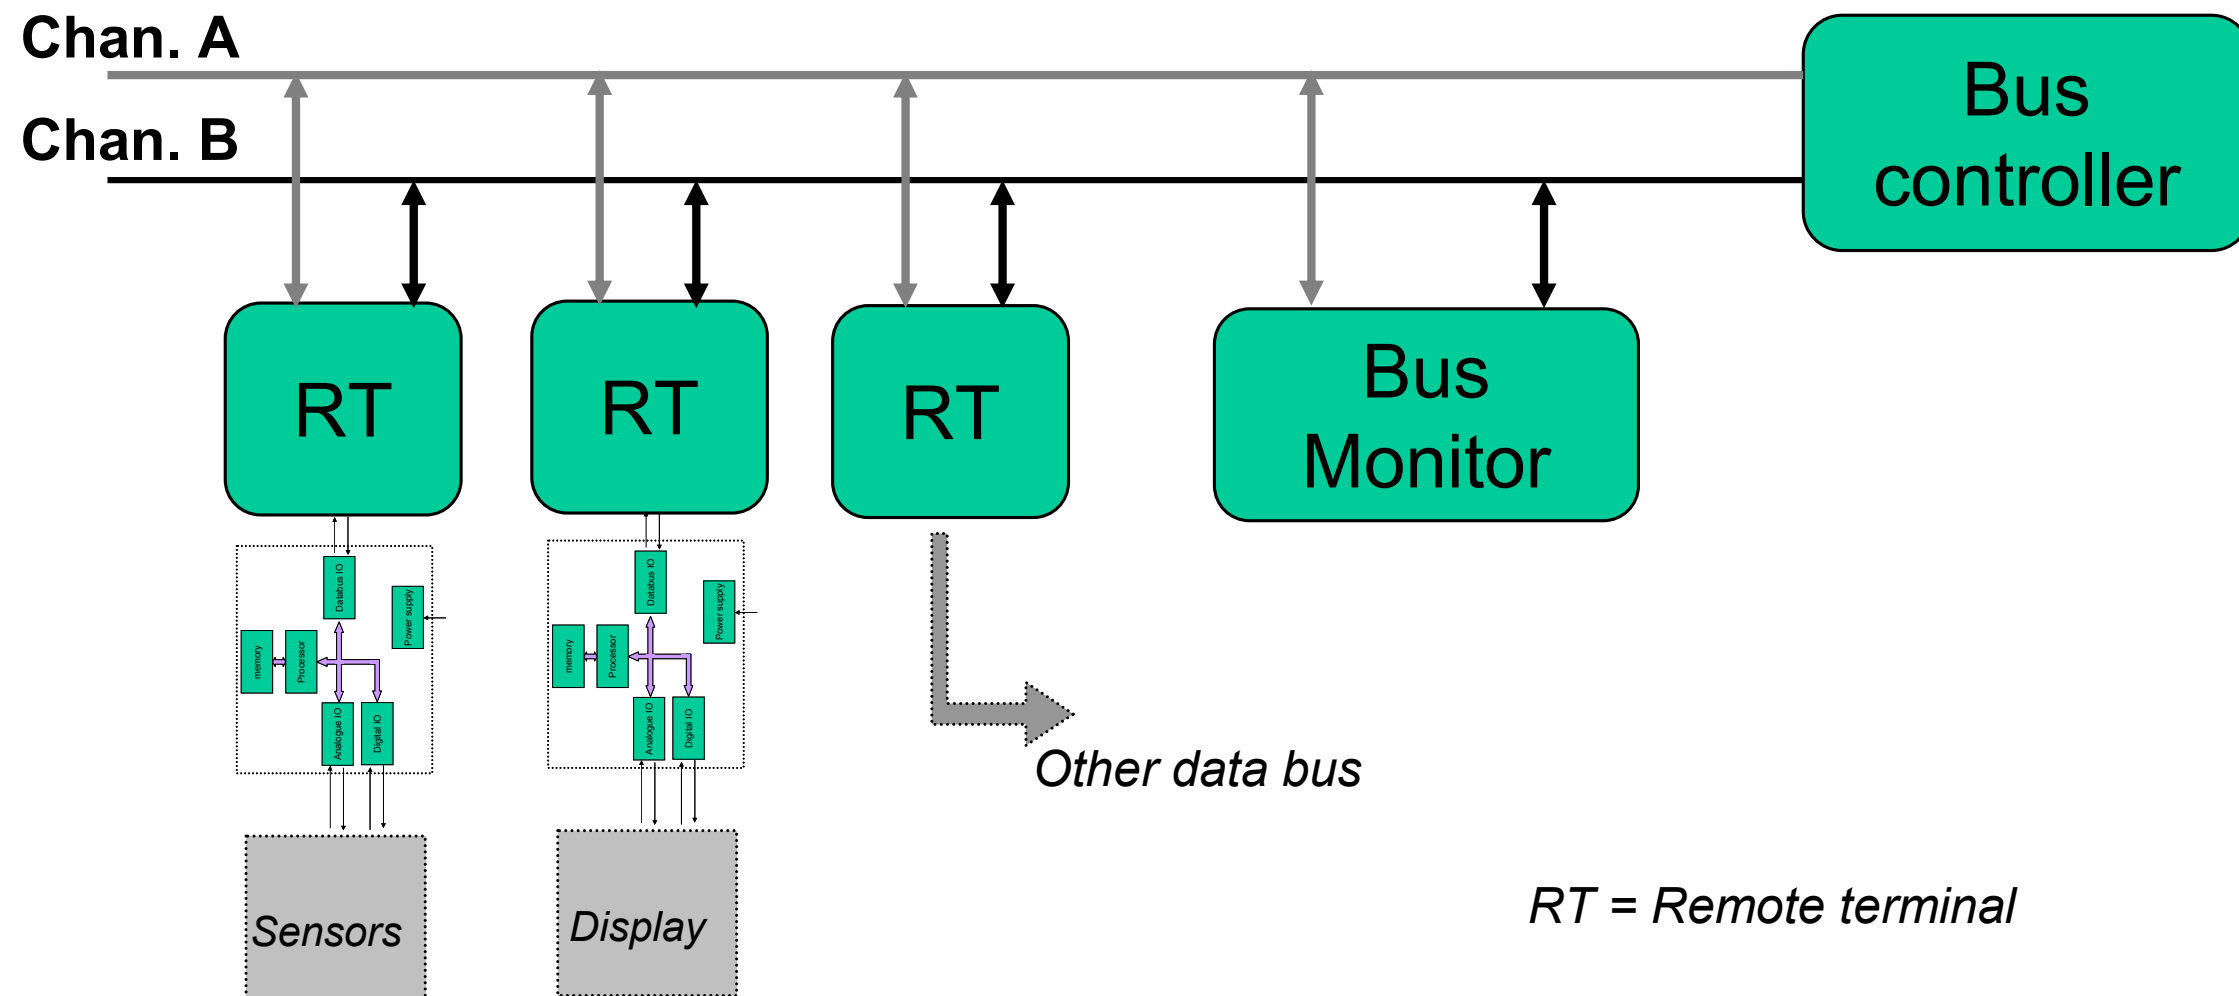 Chan. A
Chan. B
Bus
controller
RT
RT
RT
Bus
Monitor
Databus IO
Power supply
memory
Processor
Analogue IO
Digital IO
Databus IO
Power supply
memory
Processor
Analogue IO
Digital IO
Other data bus
Sensors
Display
RT = Remote terminal